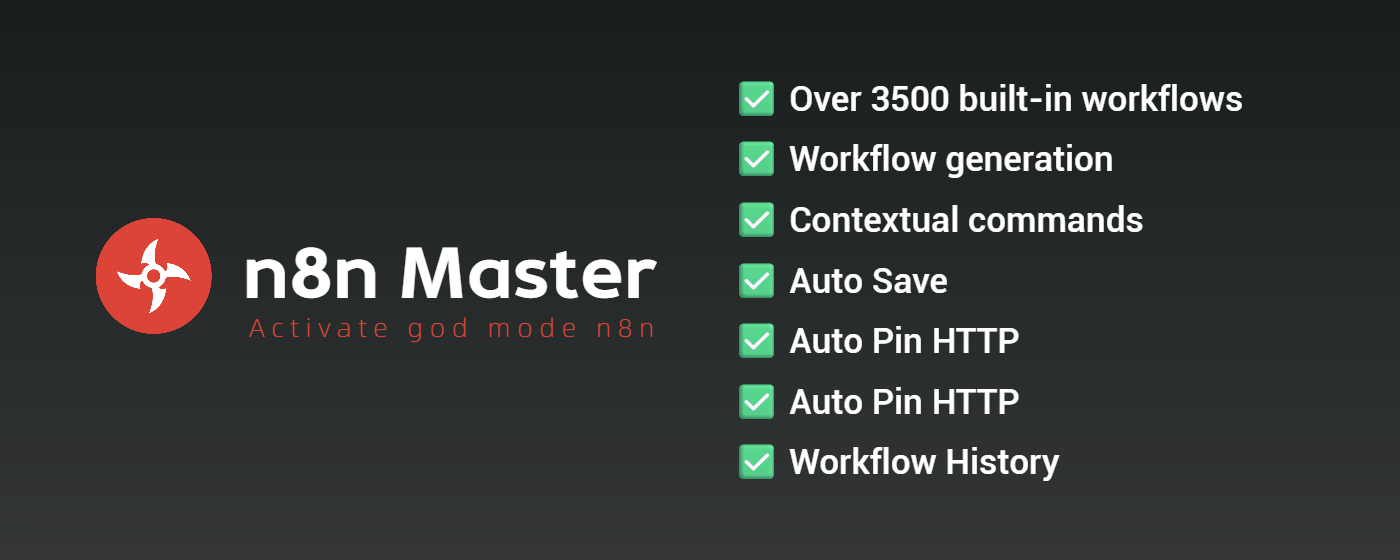 n8n Master
Activate god mode n8n
Over 3500 built-in workflows
Workflow generation
Contextual commands
Auto Save
Auto Pin HTTP
Auto Pin HTTP
Workflow History